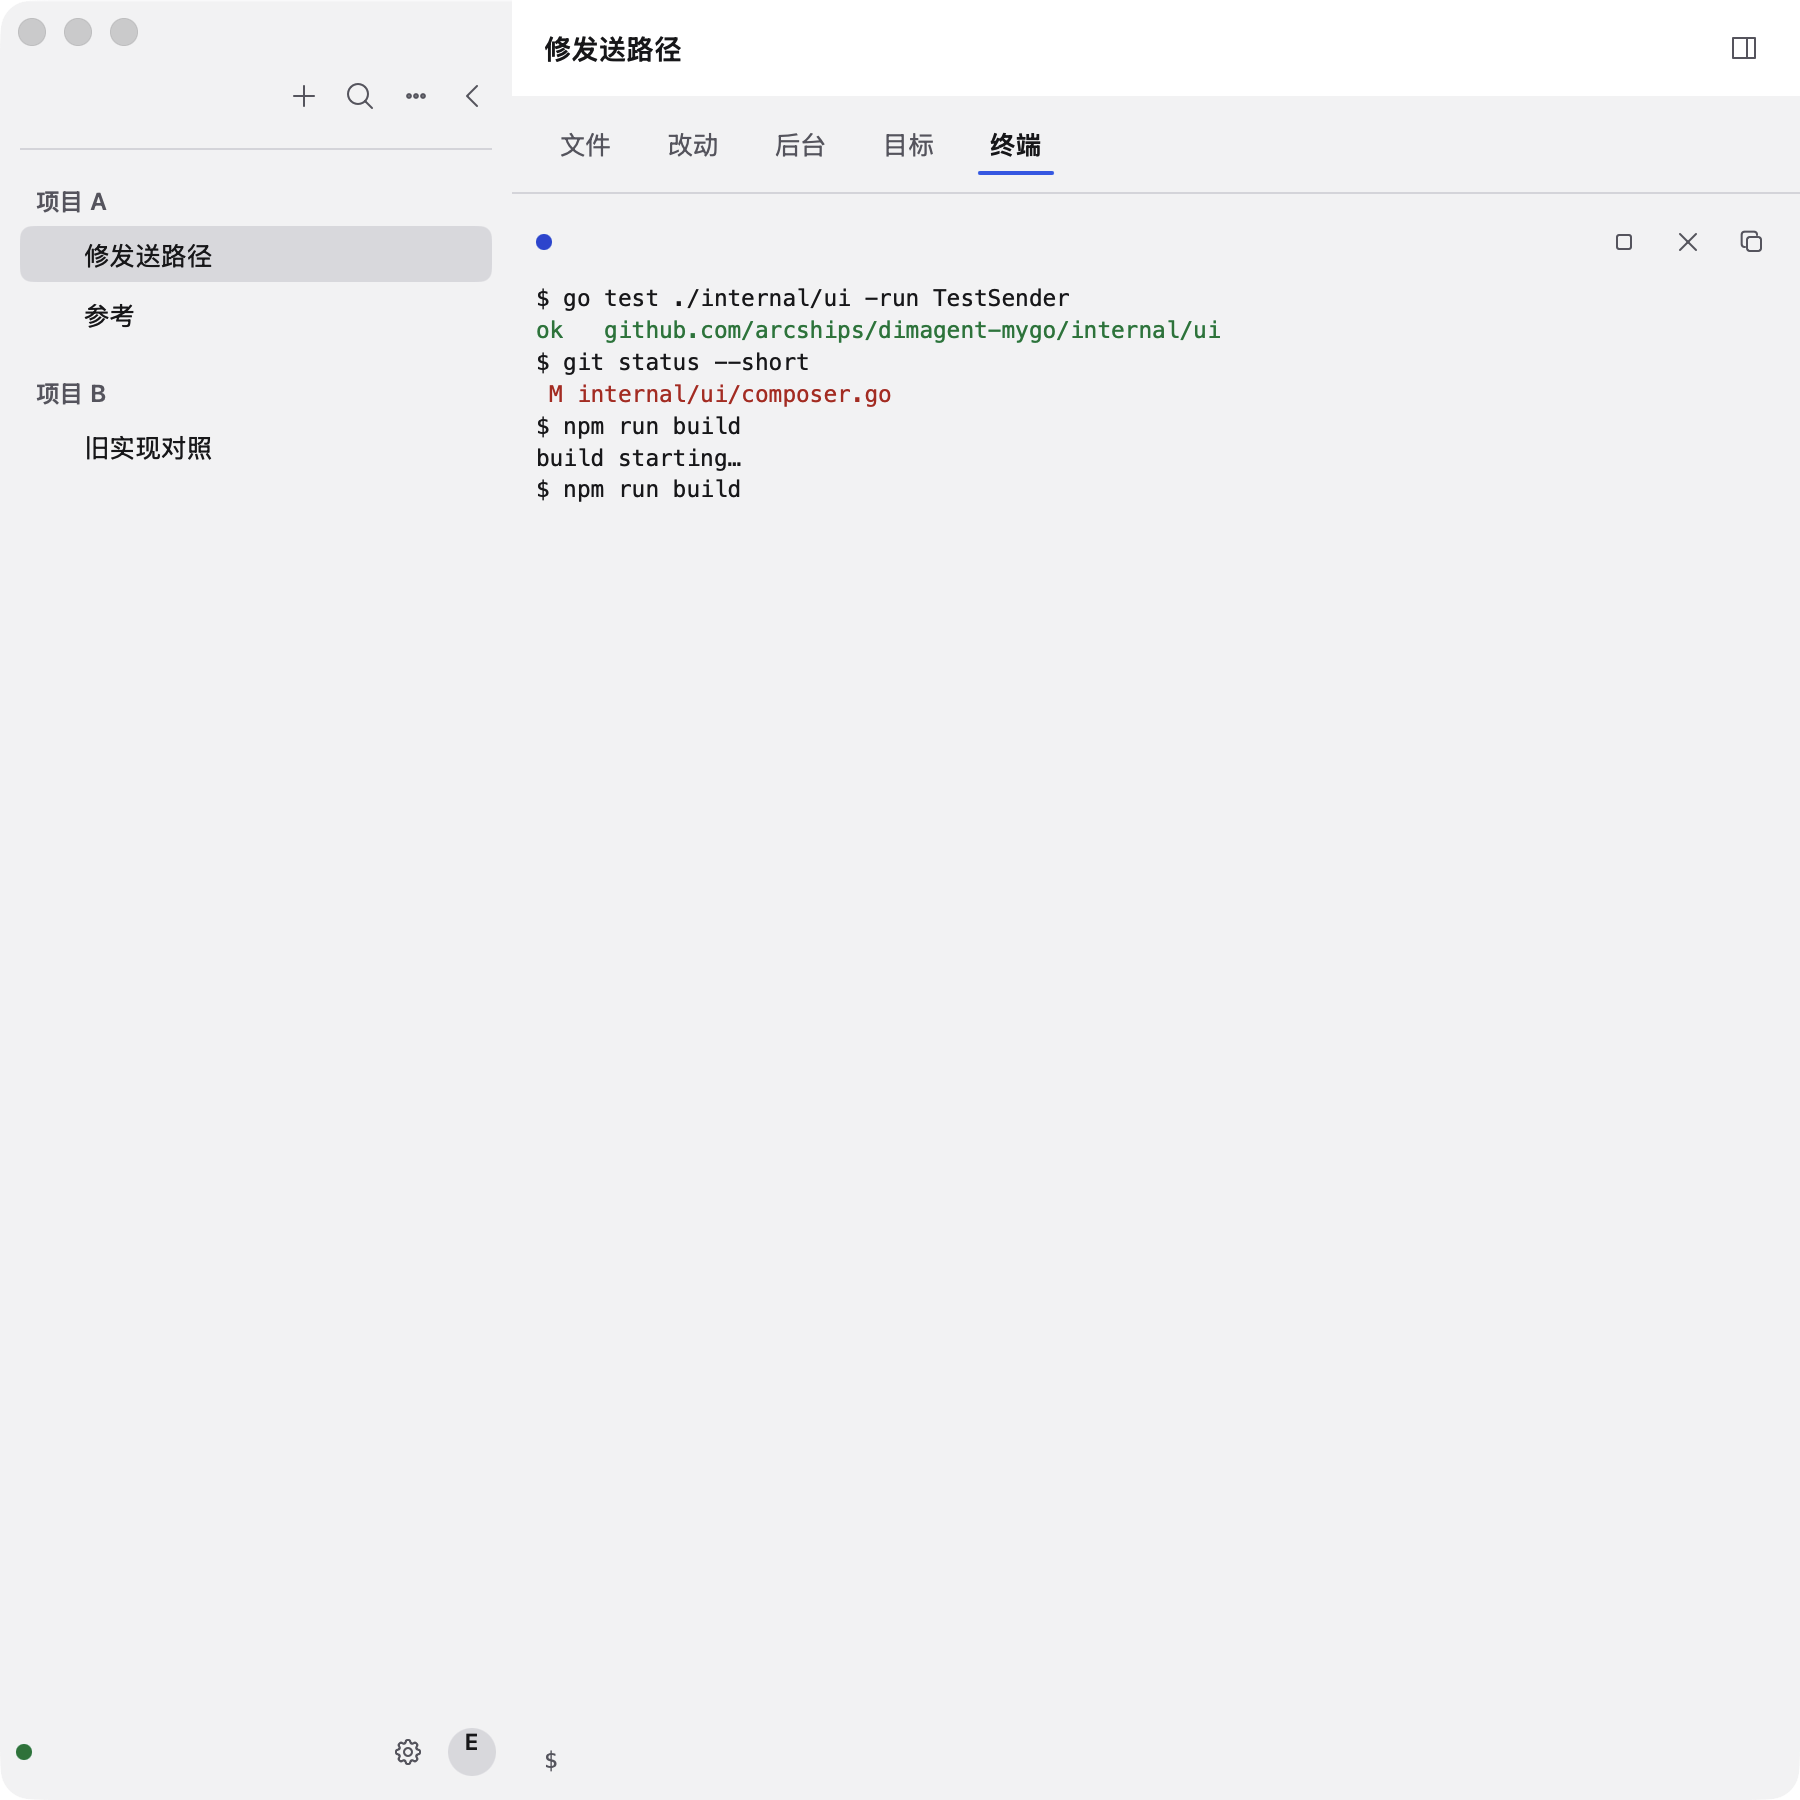 修发送路径
文件 改动 后台 目标 终端
项目 A
修发送路径
参考
项目 B
旧实现对照
$ go test ./internal/ui -run TestSender
ok   github.com/arcships/dimagent-mygo/internal/ui
$ git status --short
 M internal/ui/composer.go
$ npm run build
build starting…
$ npm run build
E
$